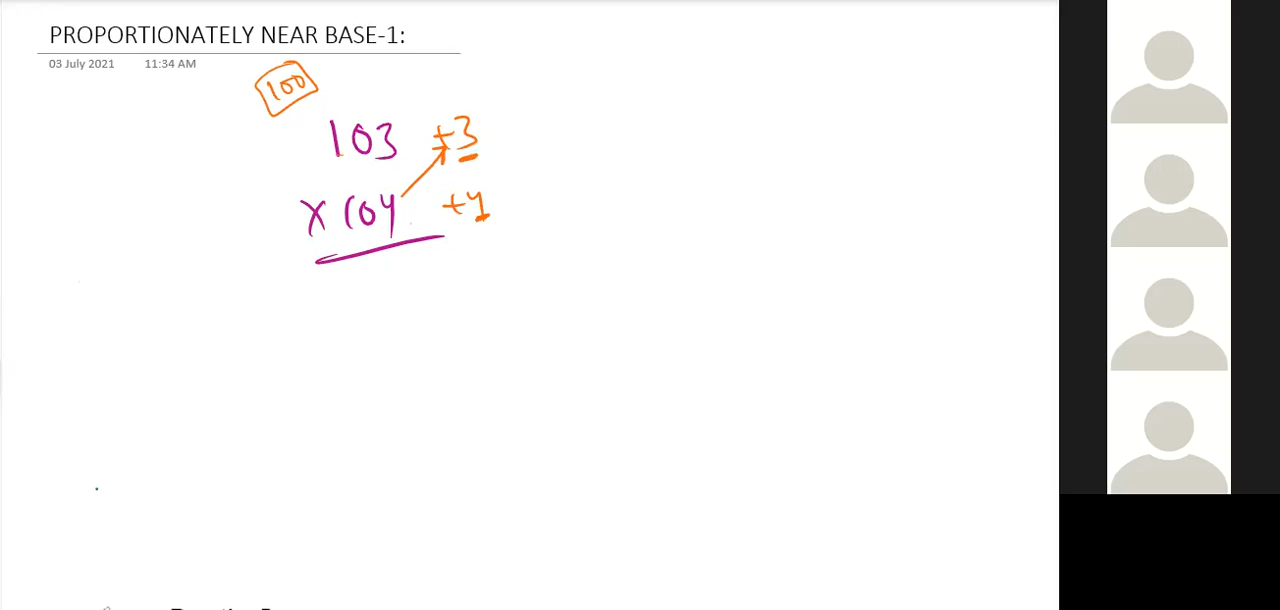 PROPORTIONATELY NEAR BASE-1:
03 July 2021 11:34 AM
100
103 +3
x 104 +4